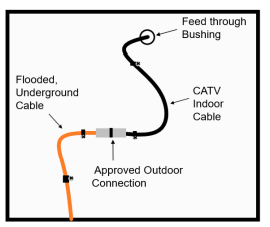 Feed through
Bushing
Flooded,
Underground
Cable
CATV
Indoor
Cable
Approved Outdoor
Connection